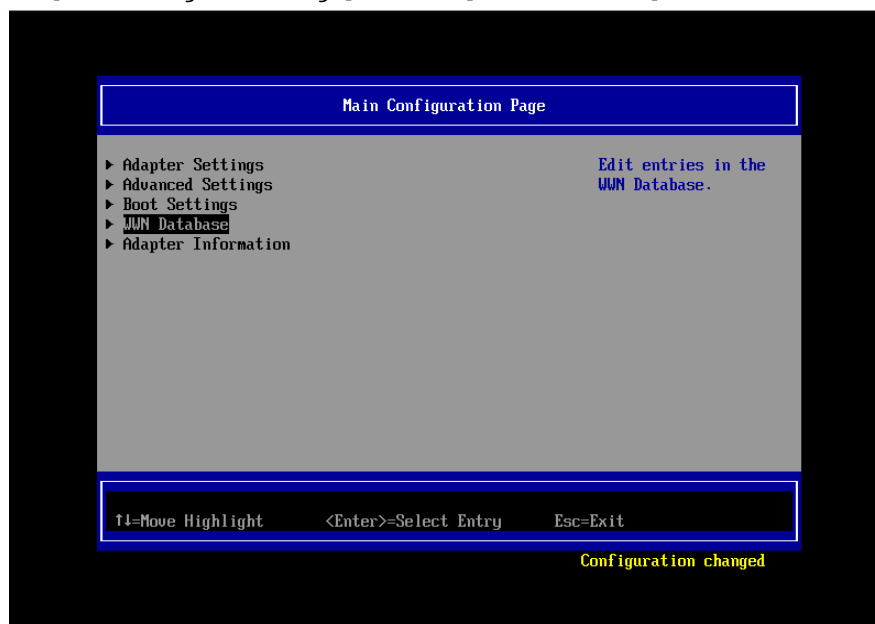 Main Configuration Page
▶ Adapter Settings
▶ Advanced Settings
▶ Boot Settings
▶ WWN Database
▶ Adapter Information
Edit entries in the
WWN Database.
↑↓=Move Highlight <Enter>=Select Entry Esc=Exit
Configuration changed